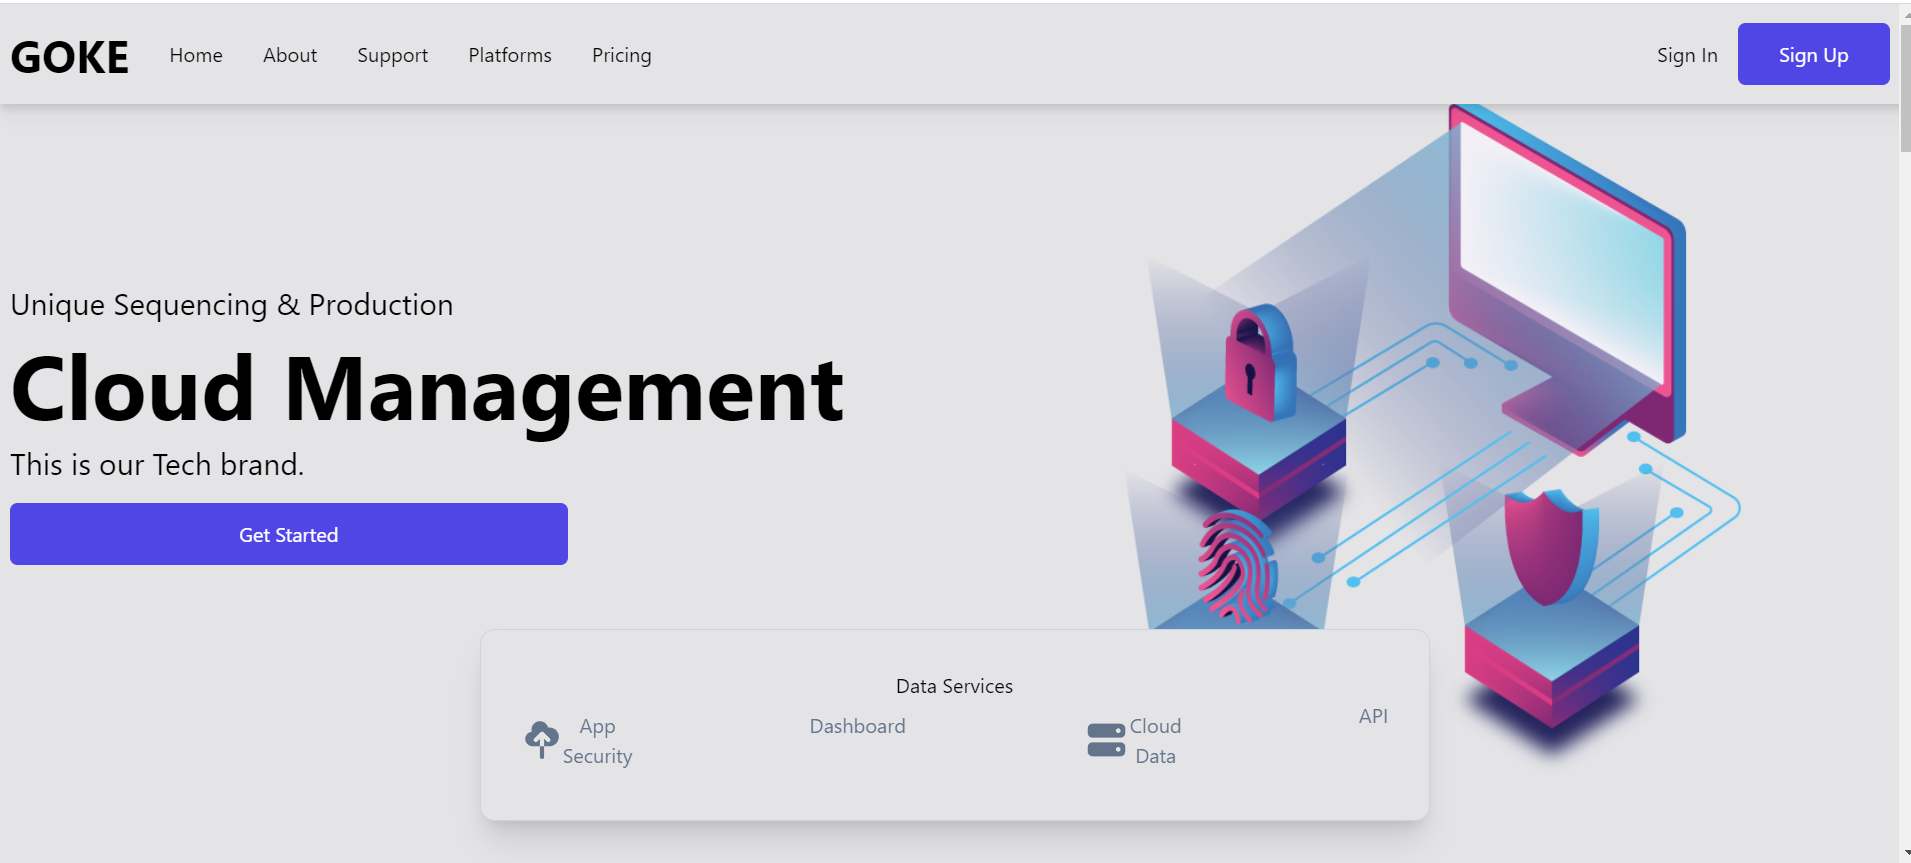 GOKE
Home
About
Support
Platforms
Pricing
Sign In
Sign Up
Unique Sequencing & Production
Cloud Management
This is our Tech brand.
Get Started
Data Services
App
Security
Dashboard
Cloud
Data
API